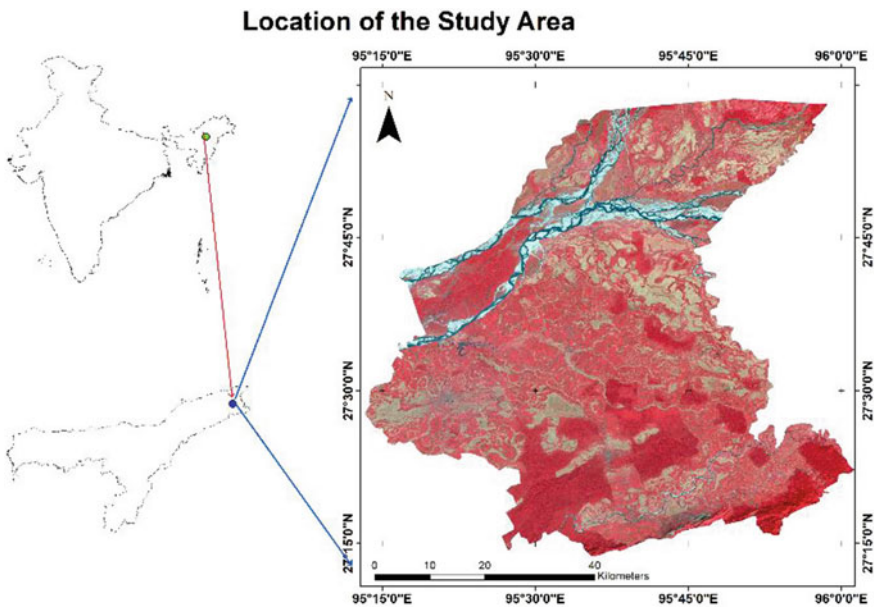 Location of the Study Area
95°15'0"E 95°30'0"E 95°45'0"E 96°0'0"E
N
27°45'0"N 27°45'0"N
27°30'0"N 27°30'0"N
27°15'0"N 27°15'0"N
0 10 20 40
Kilometers
95°15'0"E 95°30'0"E 95°45'0"E 96°0'0"E